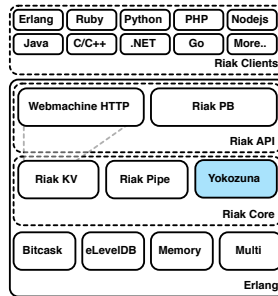 Erlang Ruby Python PHP Nodejs
Java C/C++ .NET Go More..
Riak Clients
Webmachine HTTP Riak PB
Riak API
Riak KV Riak Pipe Yokozuna
Riak Core
Bitcask eLevelDB Memory Multi
Erlang